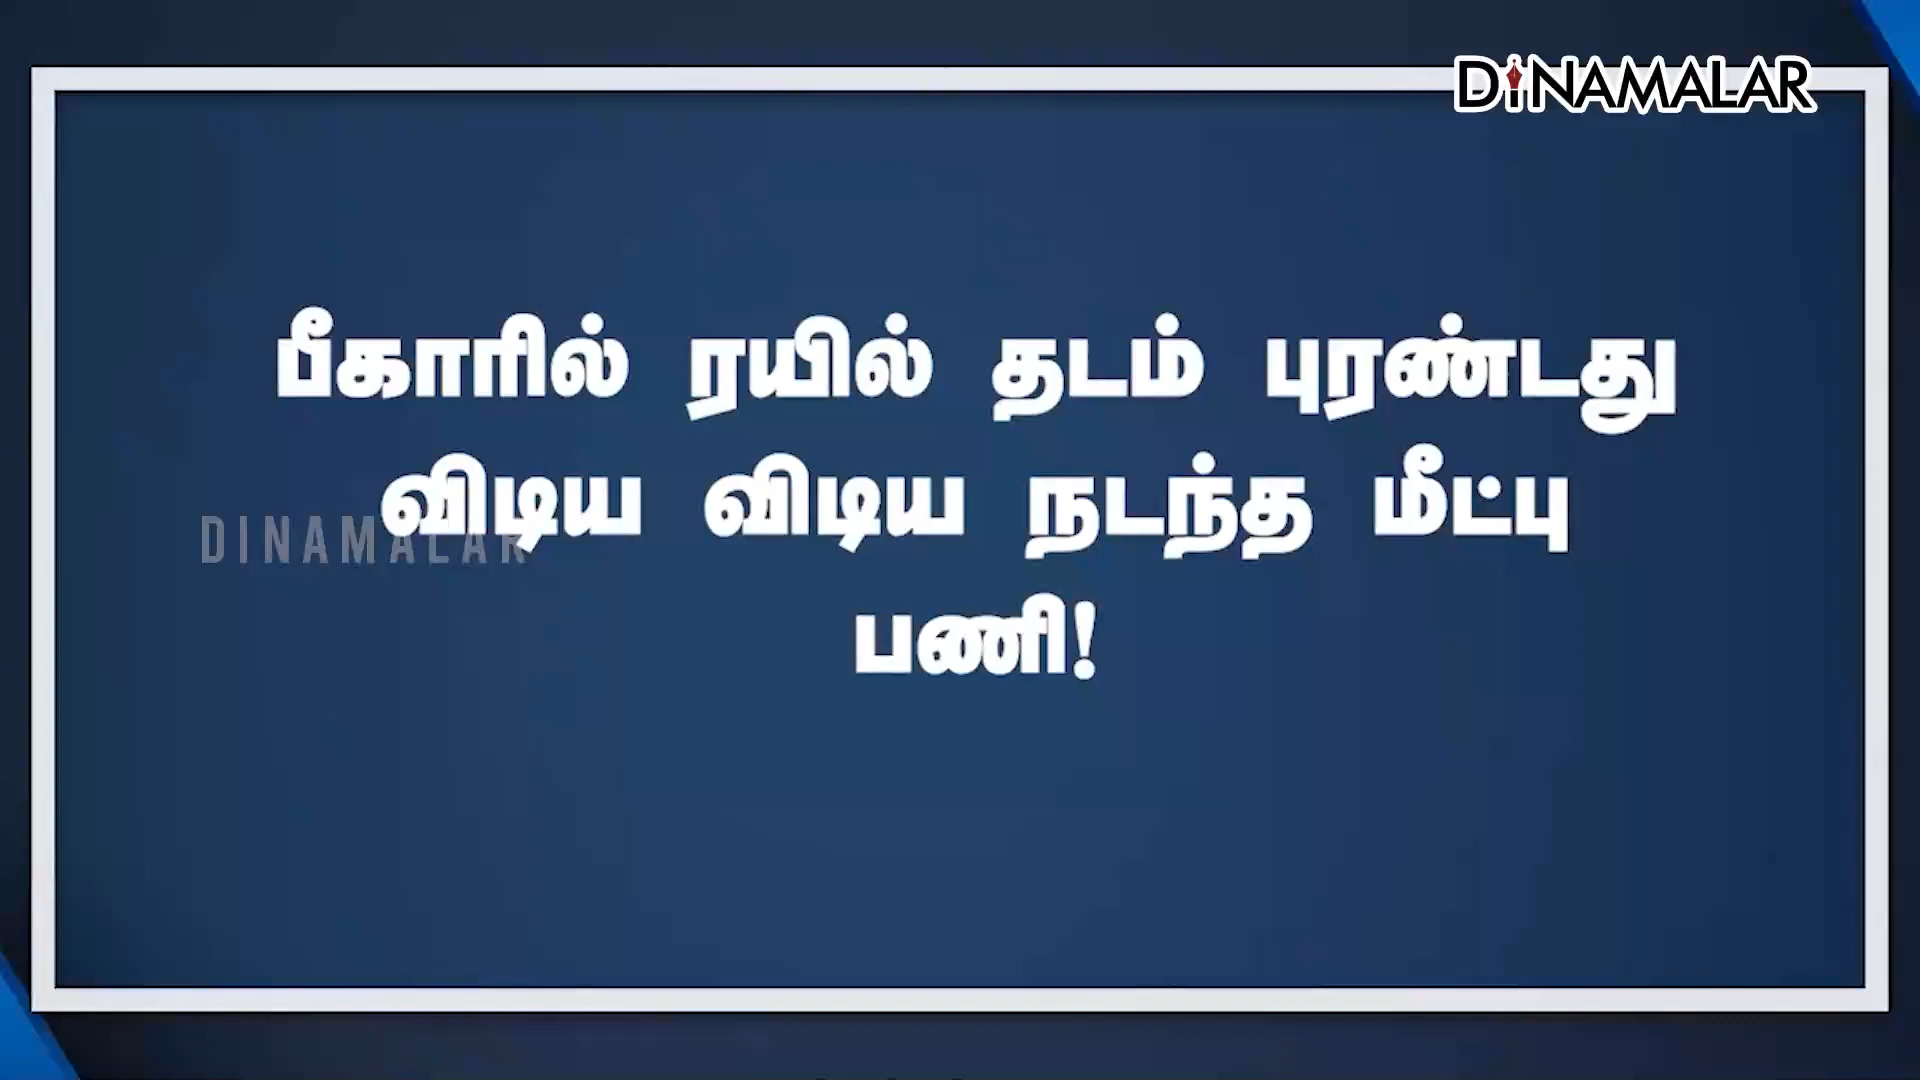 DINAMALAR
பீகாரில் ரயில் தடம் புரண்டது
விடிய விடிய நடந்த மீட்பு
DINAMALAR
பணி!